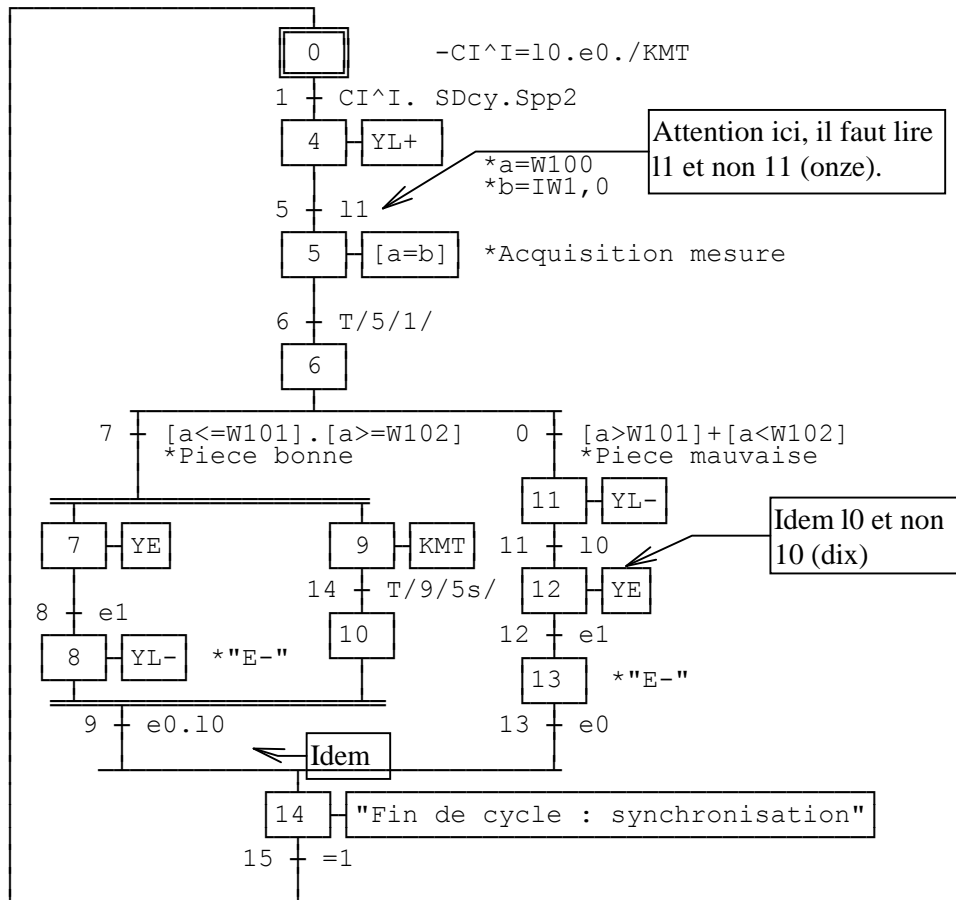 0 -CI^I=l0.e0./KMT
1 CI^I. SDcy.Spp2
4 YL+
Attention ici, il faut lire
l1 et non 11 (onze).
*a=W100
*b=IW1,0
5 l1
5 [a=b] *Acquisition mesure
6 T/5/1/
6
7 [a<=W101].[a>=W102] 0 [a>W101]+[a<W102]
*Piece bonne *Piece mauvaise
11 YL-
Idem l0 et non
10 (dix)
7 YE 9 KMT 11 l0
14 T/9/5s/ 12 YE
8 e1 10 12 e1
8 YL- *"E-" 13 *"E-"
9 e0.l0 13 e0
Idem
14 "Fin de cycle : synchronisation"
15 =1